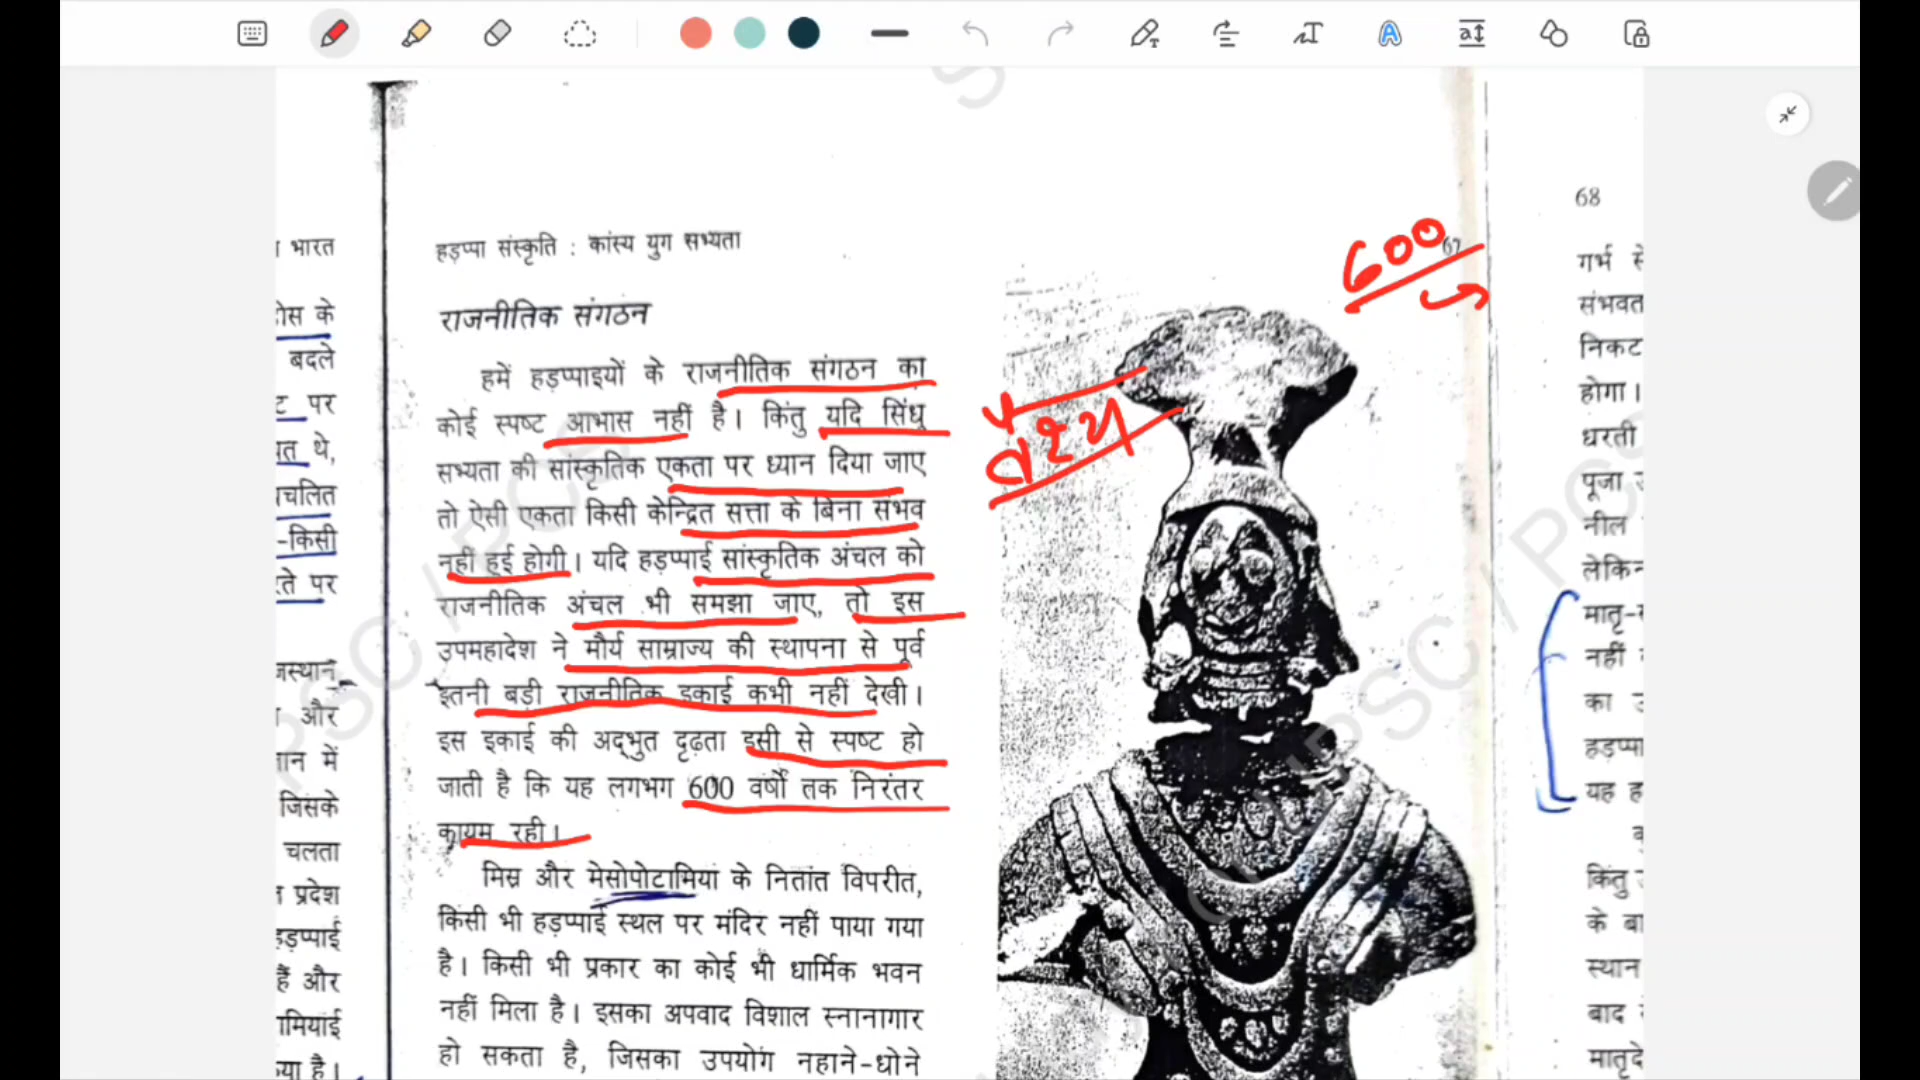 भारत
होस के
बदले
ट पर
थे,
चलित
-किसी
पर
और
में
जिसके
चलता
प्रदेश
हड़प्पाई
हैं और
है।
हड़प्पा संस्कृति : कांस्य युग सभ्यता
67
600
राजनीतिक संगठन
हमें हड़प्पाइयों के राजनीतिक संगठन का
कोई स्पष्ट आभास नहीं है। किंतु यदि सिंधु
सभ्यता की सांस्कृतिक एकता पर ध्यान दिया जाए
तो ऐसी एकता किसी केन्द्रित सत्ता के बिना संभव
नहीं हुई होगी। यदि हड़प्पाई सांस्कृतिक अंचल को
राजनीतिक अंचल भी समझा जाए, तो इस
उपमहादेश ने मौर्य साम्राज्य की स्थापना से पूर्व
इतनी बड़ी राजनीतिक इकाई कभी नहीं देखी।
इस इकाई की अद्भुत दृढ़ता इसी से स्पष्ट हो
जाती है कि यह लगभग 600 वर्षों तक निरंतर
कायम रही।
मिस्र और मेसोपोटामिया के नितांत विपरीत,
किसी भी हड़प्पाई स्थल पर मंदिर नहीं पाया गया
है। किसी भी प्रकार का कोई भी धार्मिक भवन
नहीं मिला है। इसका अपवाद विशाल स्नानागार
हो सकता है, जिसका उपयोग नहाने-धोने
68
गर्भ से
संभवत
निकट
होगा।
धरती
पूजा
नील
लेकिन
मातृ-
नहीं
का
हड़प्पा
यह ह
किंतु
के बा
स्थान
बाद
मातृदे
UPSC / PCS